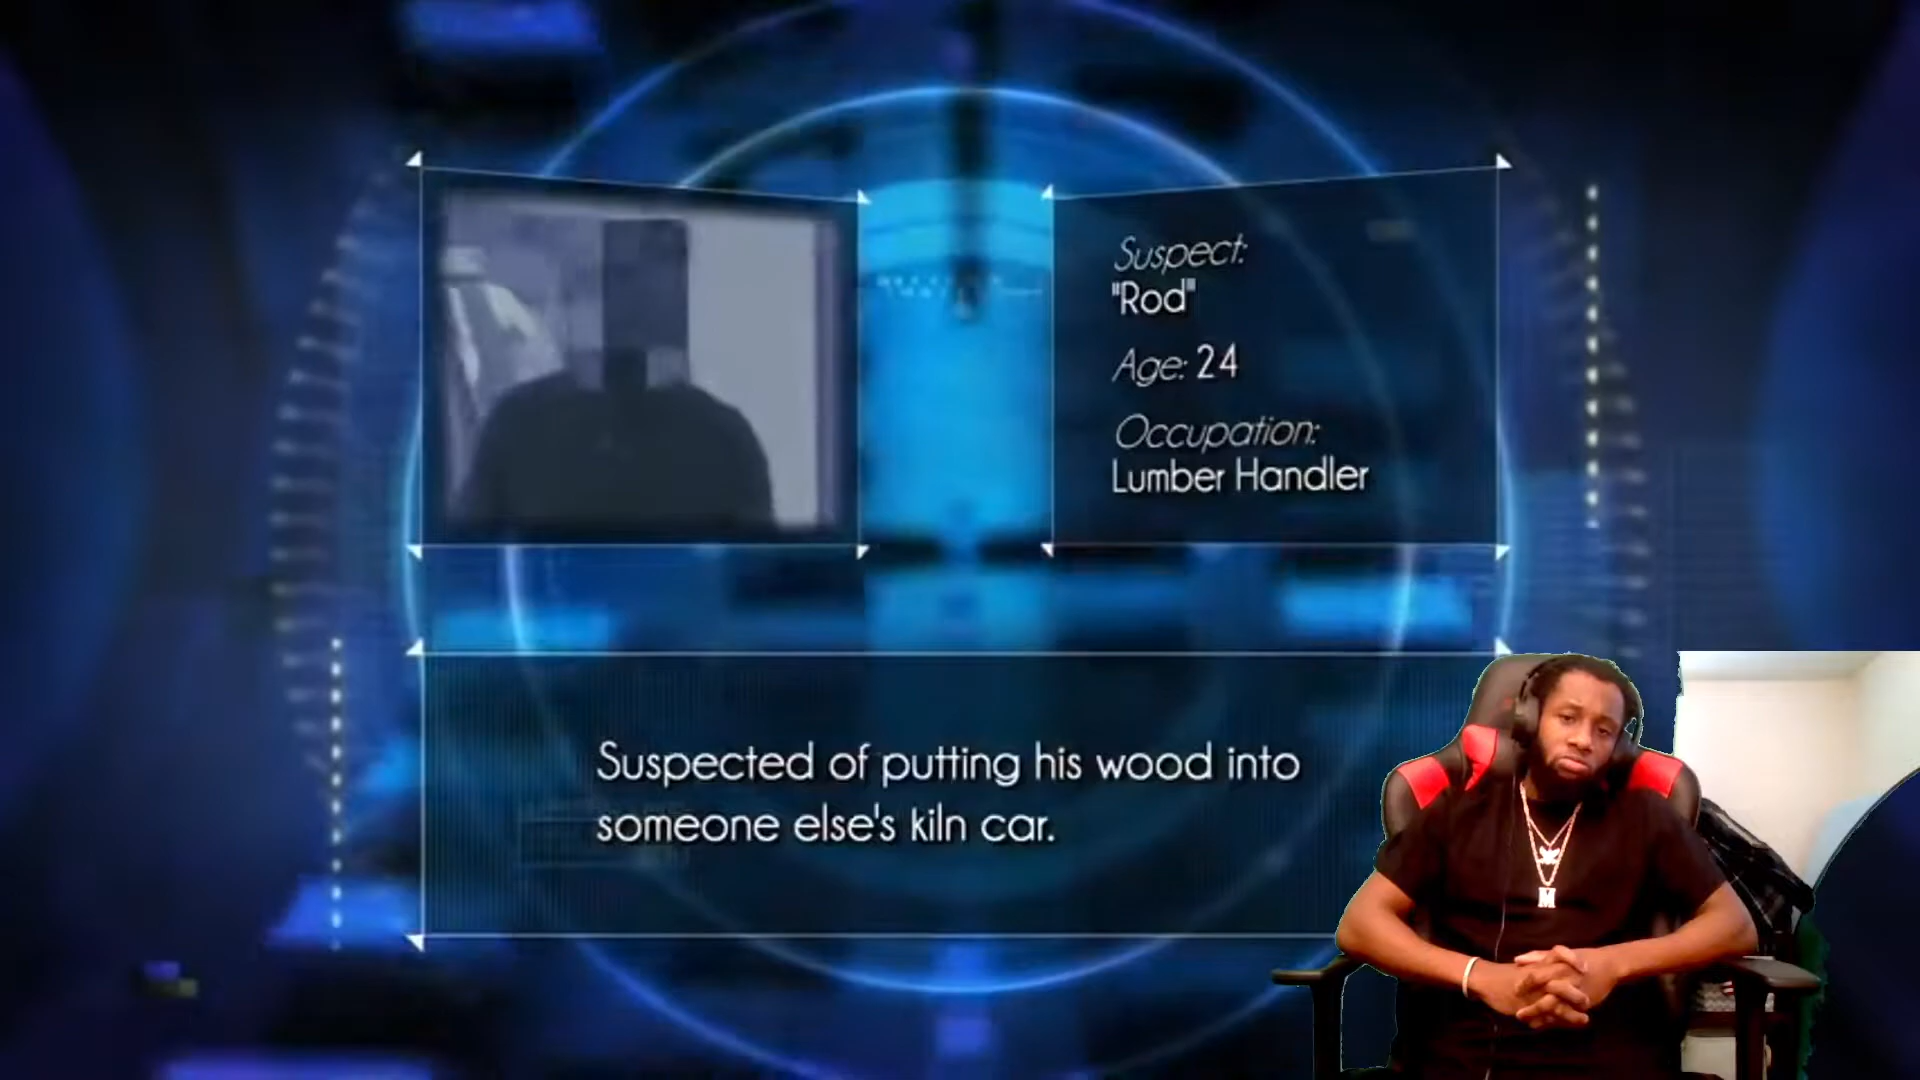 Suspect:
"Rod"
Age: 24
Occupation:
Lumber Handler
Suspected of putting his wood into
someone else's kiln car.
M